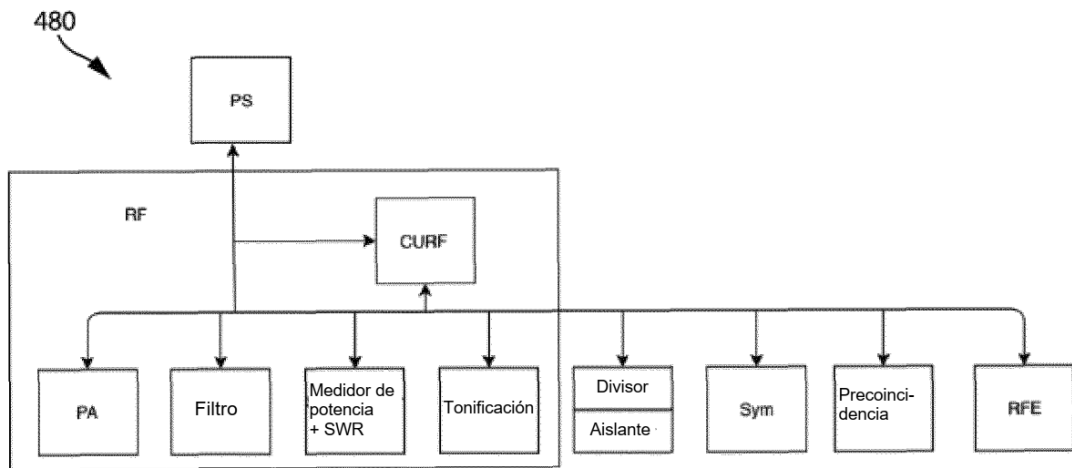 480
PS
RF
CURF
PA
Filtro
Medidor de
potencia
+ SWR
Tonificación
Divisor
Aislante
Sym
Precoinci-
dencia
RFE